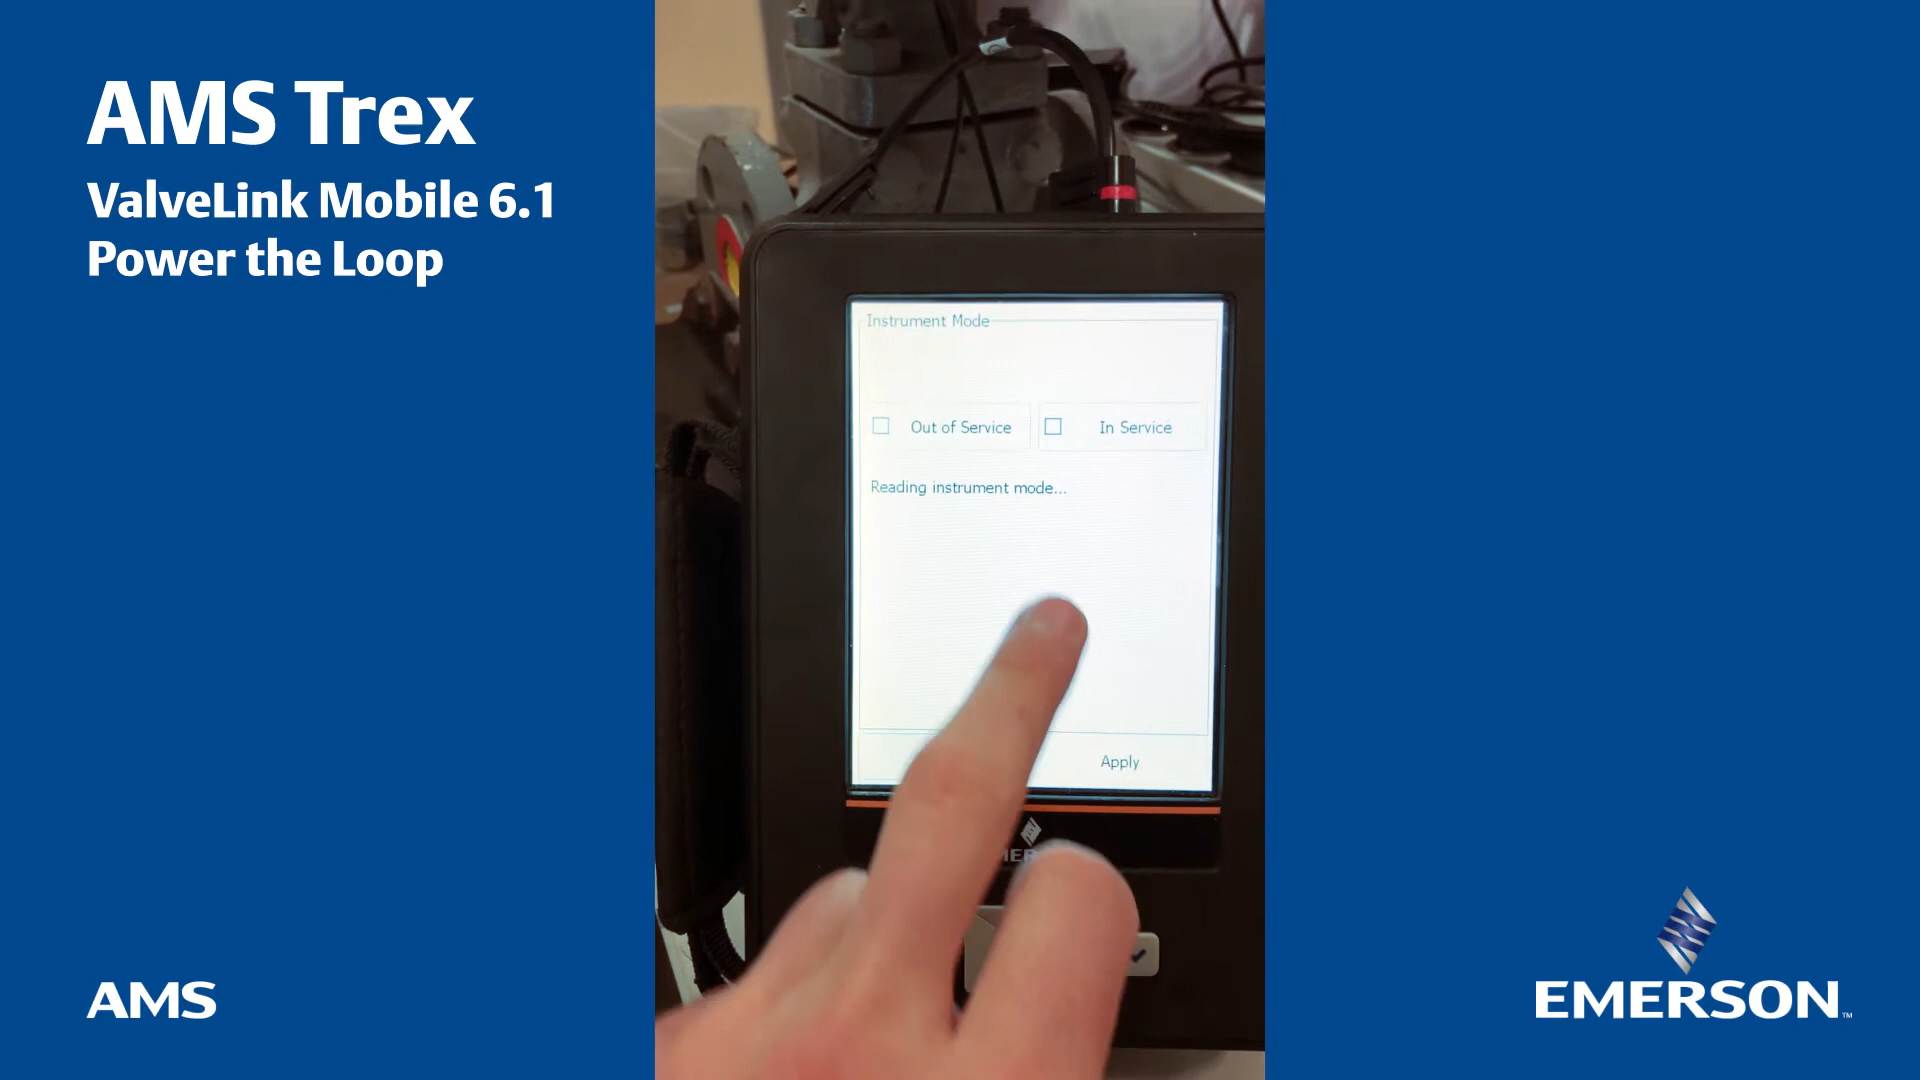 AMS Trex
ValveLink Mobile 6.1
Power the Loop
Instrument Mode
Out of Service
In Service
Reading instrument mode...
Apply
AMS
EMERSON™